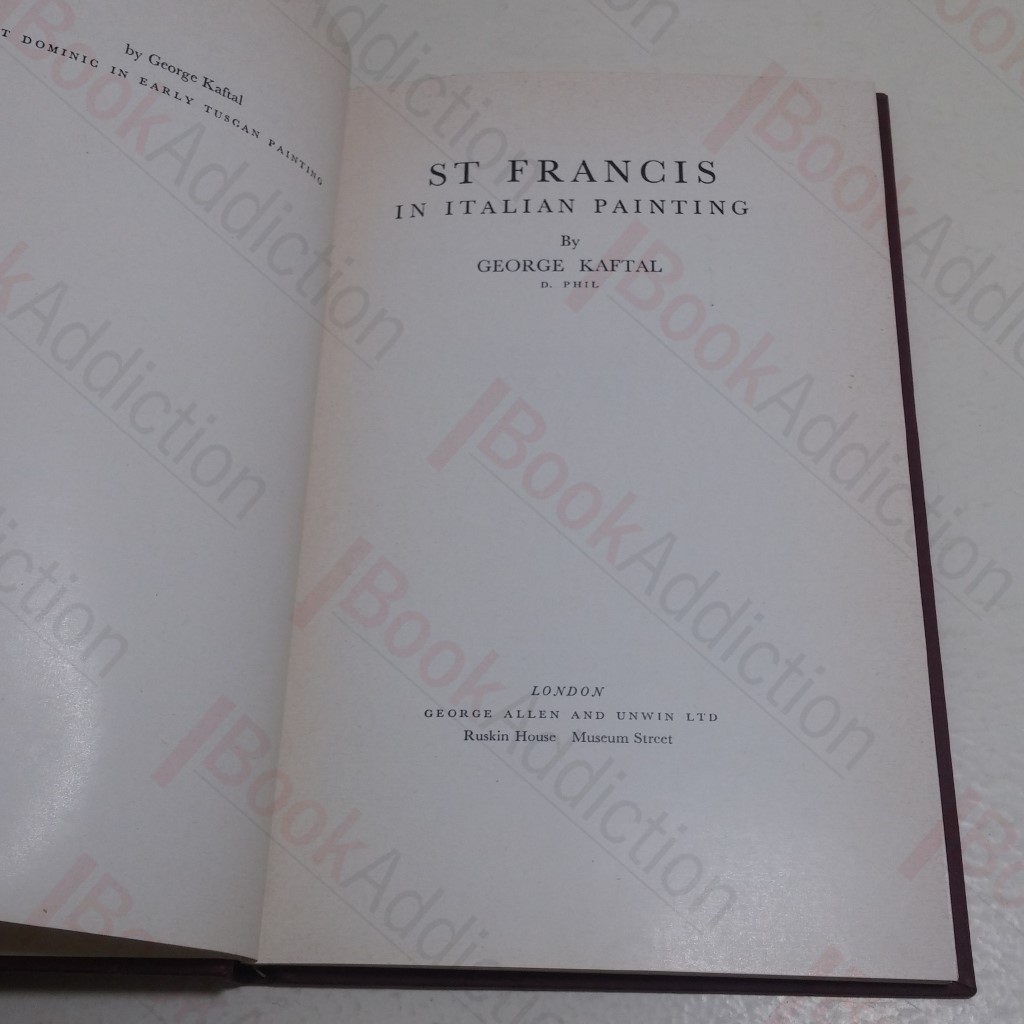 by George Kaftal
T DOMINIC IN EARLY TUSCAN PAINTING
ST FRANCIS
IN ITALIAN PAINTING
By
GEORGE KAFTAL
D. PHIL
LONDON
GEORGE ALLEN AND UNWIN LTD
Ruskin House Museum Street
BookAddiction